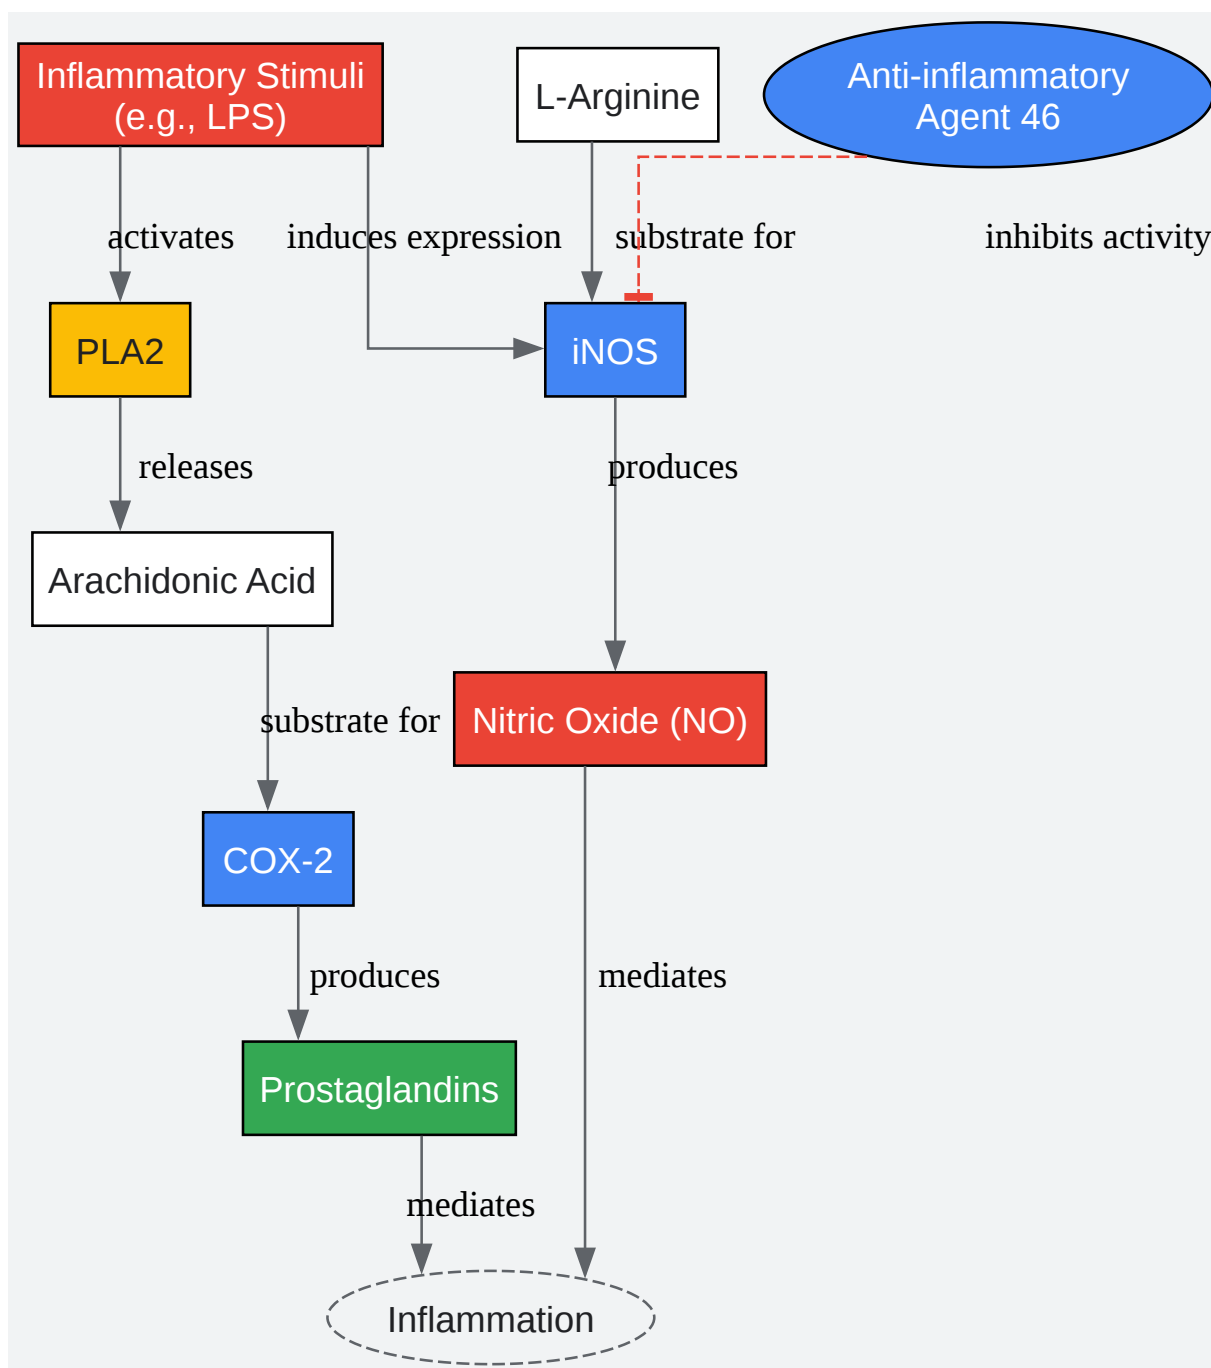 Inflammatory Stimuli
(e.g., LPS)
L-Arginine
Anti-inflammatory
Agent 46
activates
induces expression
substrate for
inhibits activity
PLA2
iNOS
releases
produces
Arachidonic Acid
substrate for
Nitric Oxide (NO)
COX-2
produces
mediates
Prostaglandins
mediates
Inflammation